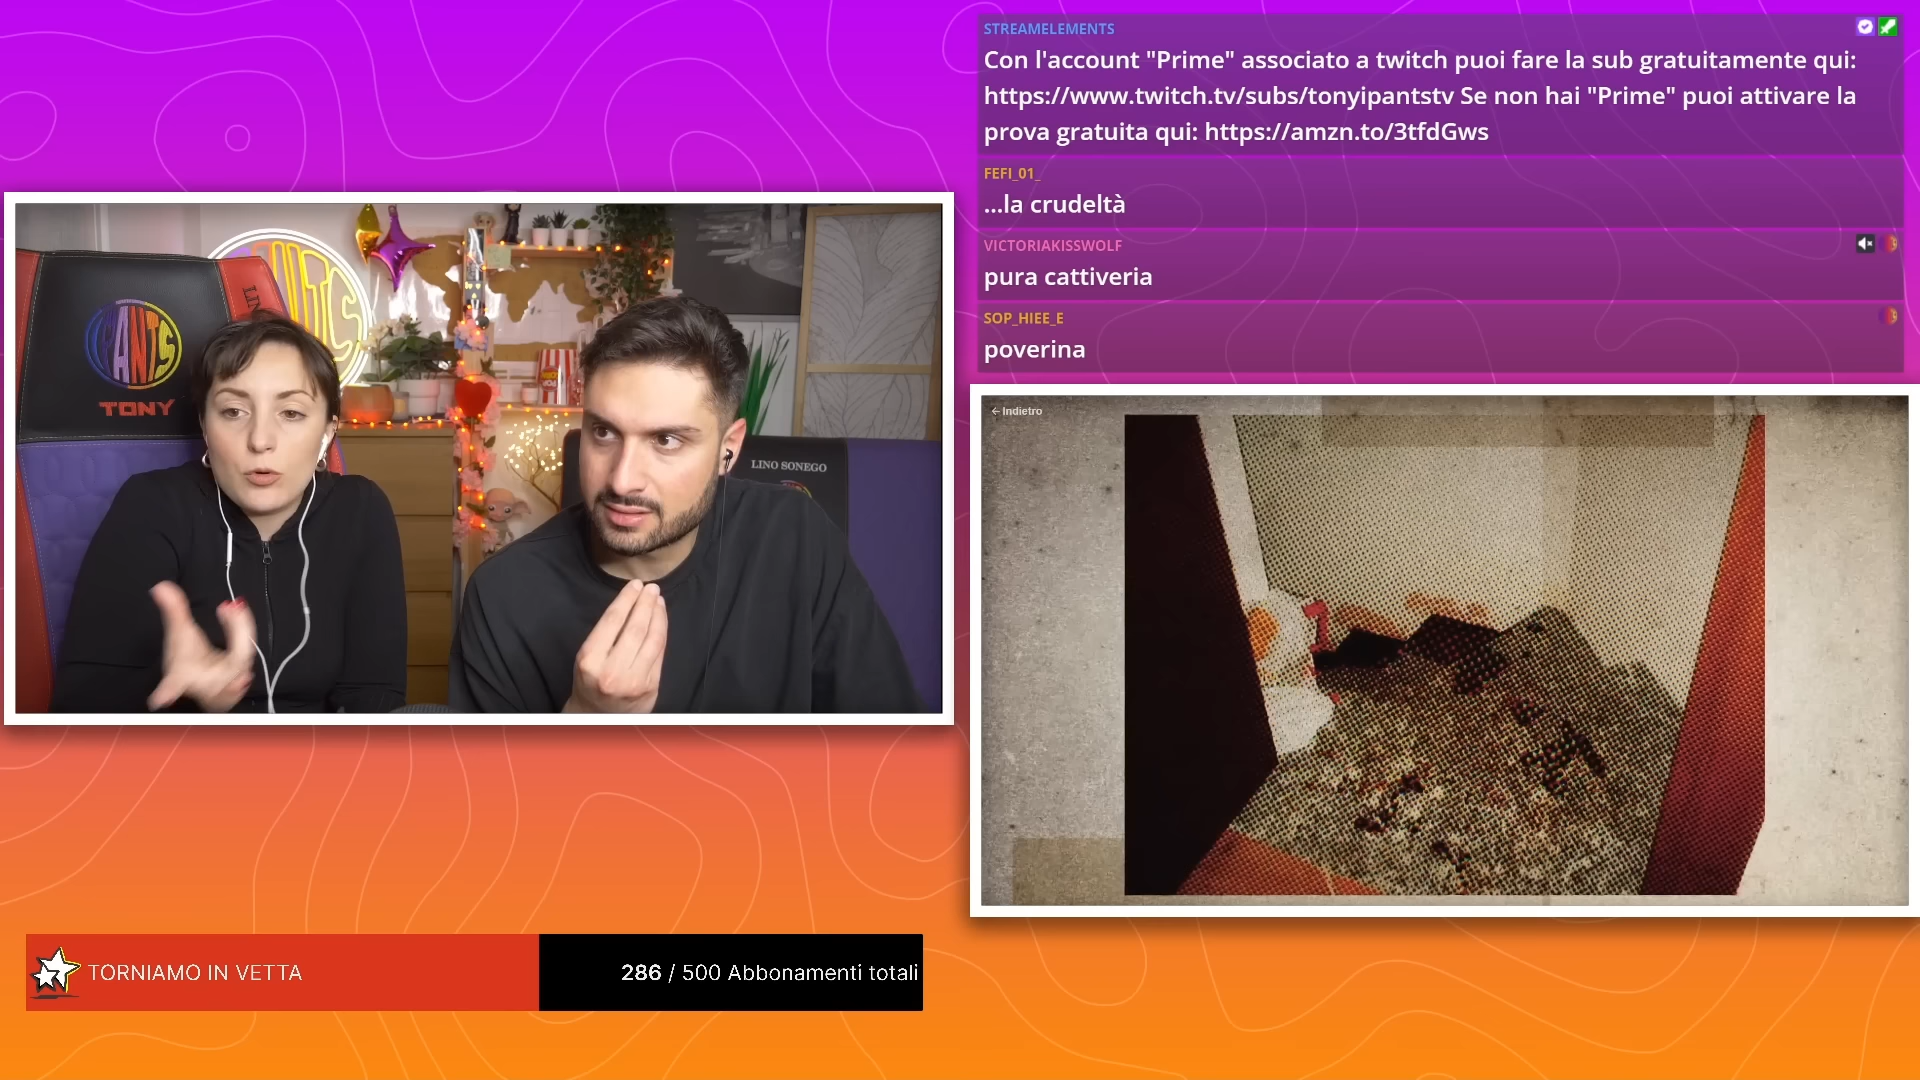 STREAMELEMENTS
Con l'account "Prime" associato a twitch puoi fare la sub gratuitamente qui:
https://www.twitch.tv/subs/tonyipantstv Se non hai "Prime" puoi attivare la
prova gratuita qui: https://amzn.to/3tfdGws
FEFI_01_
...la crudeltà
VICTORIAKISSWOLF
pura cattiveria
SOP_HIEE_E
poverina
IPANTS
TONY
LIN
LINO SONEGO
← Indietro
TORNIAMO IN VETTA
286 / 500 Abbonamenti totali